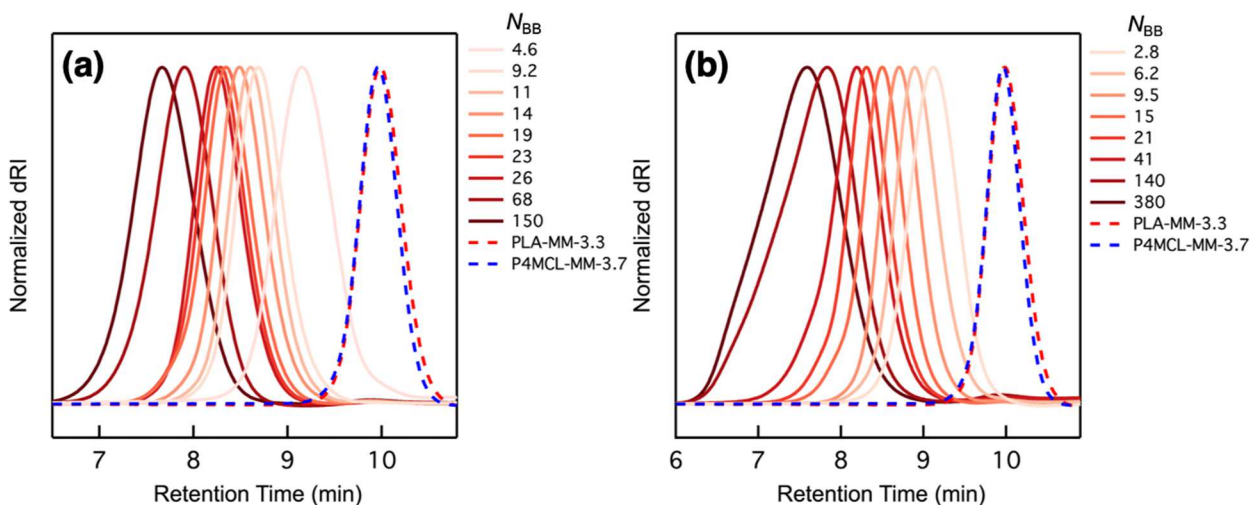 (a)
Normalized dRI
7 8 9 10
Retention Time (min)
N_BB
4.6
9.2
11
14
19
23
26
68
150
PLA-MM-3.3
P4MCL-MM-3.7
(b)
Normalized dRI
6 7 8 9 10
Retention Time (min)
N_BB
2.8
6.2
9.5
15
21
41
140
380
PLA-MM-3.3
P4MCL-MM-3.7